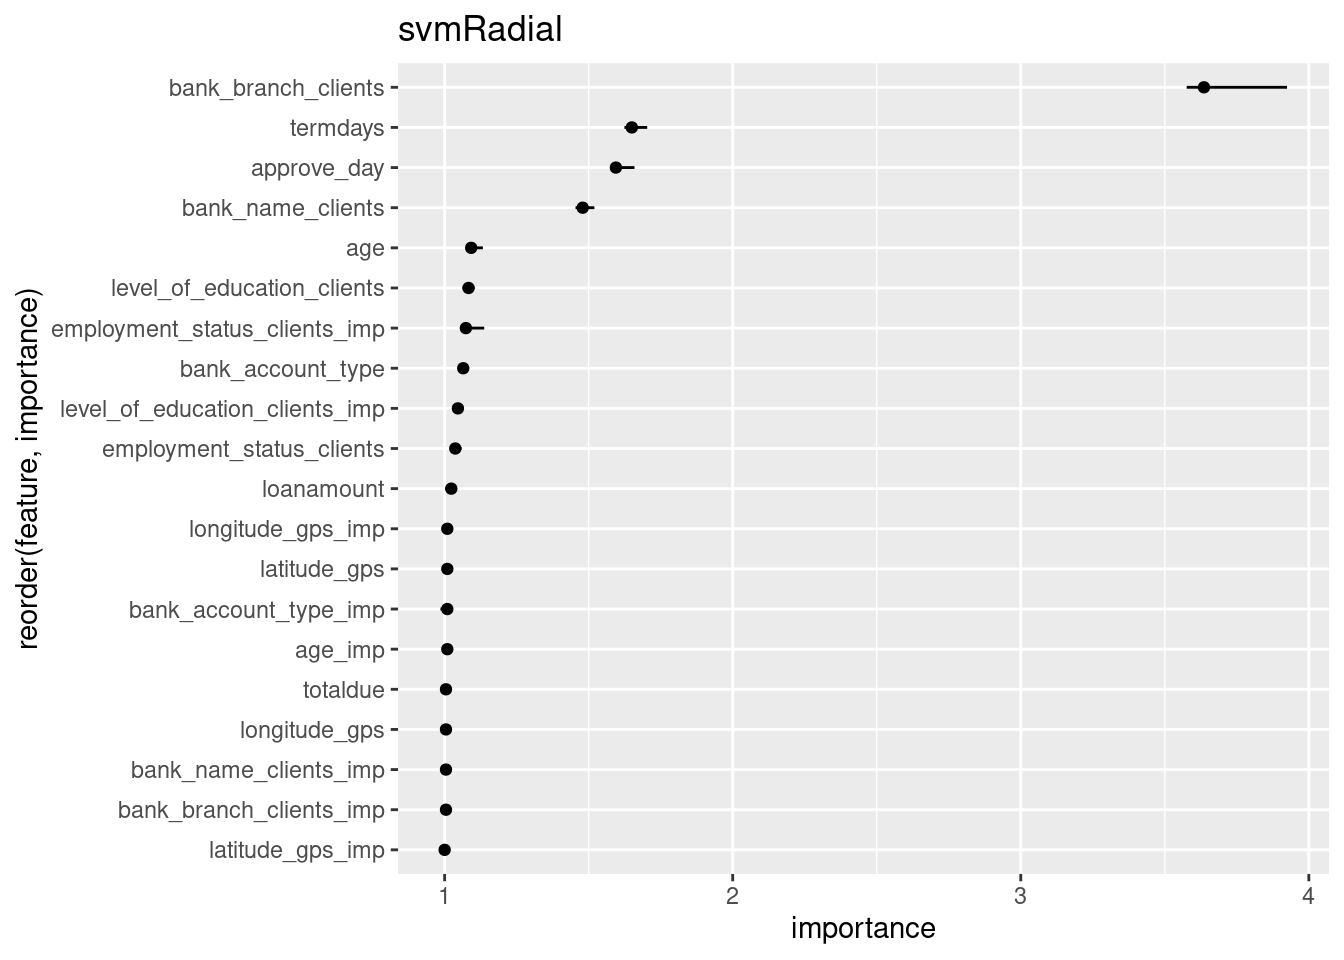 svmRadial
reorder(feature, importance)
bank_branch_clients
termdays
approve_day
bank_name_clients
age
level_of_education_clients
employment_status_clients_imp
bank_account_type
level_of_education_clients_imp
employment_status_clients
loanamount
longitude_gps_imp
latitude_gps
bank_account_type_imp
age_imp
totaldue
longitude_gps
bank_name_clients_imp
bank_branch_clients_imp
latitude_gps_imp
1 2 3 4
importance